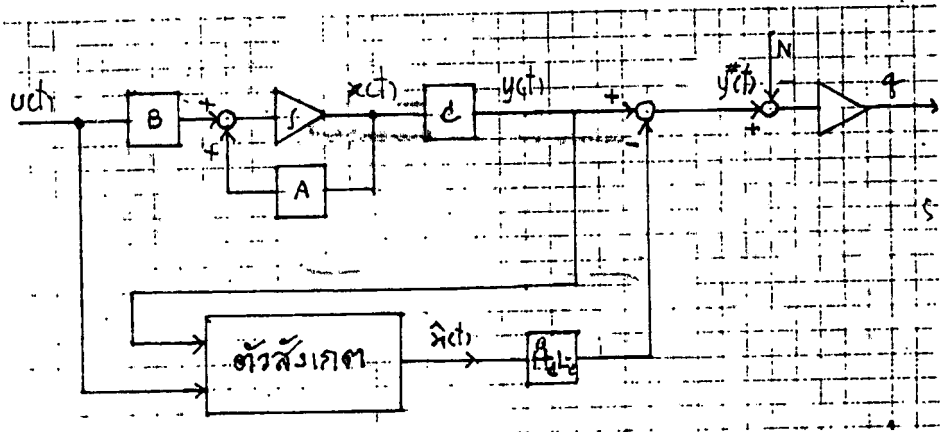 u(t)
B
+
+
∫
A
x(t)
C
y(t)
+
-
y*(t)
N
+
q
ตัวสังเกต
x̂(t)